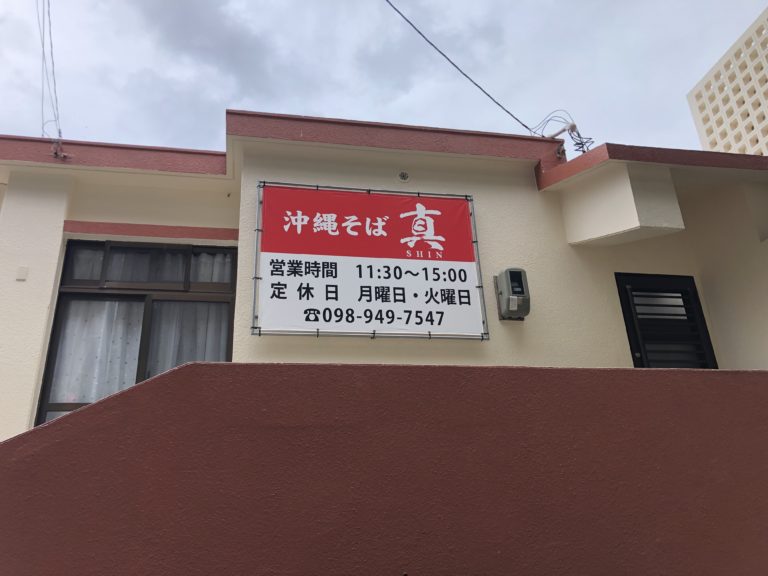 沖縄そば 真
SHIN
営業時間 11:30〜15:00
定休日 月曜日・火曜日
☎098-949-7547